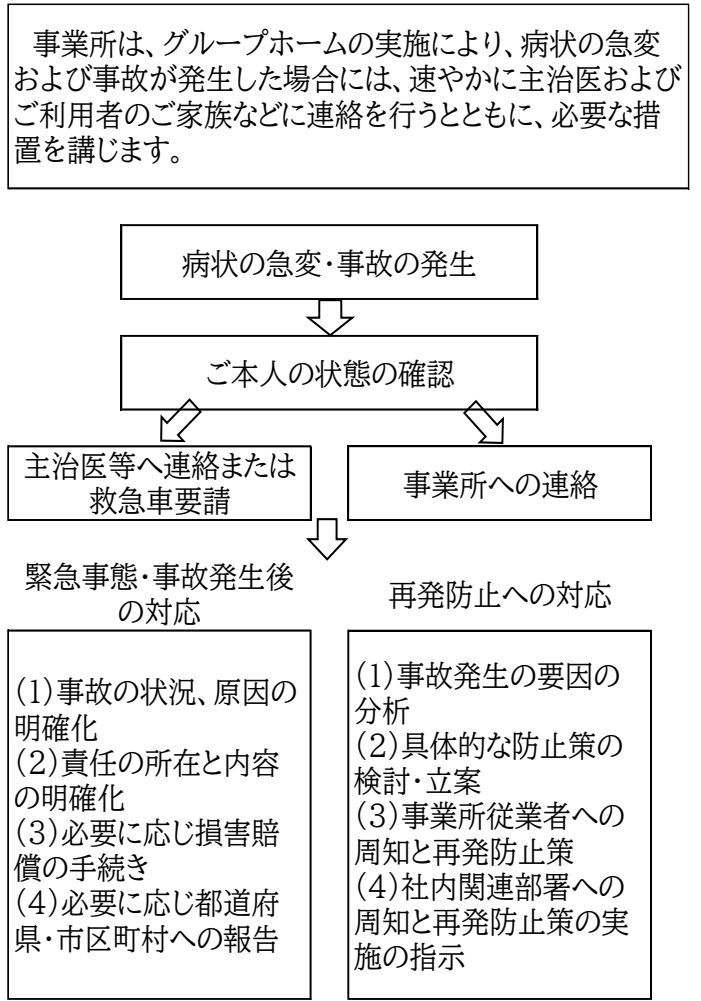 事業所は、グループホームの実施により、病状の急変
および事故が発生した場合には、速やかに主治医および
ご利用者のご家族などに連絡を行うとともに、必要な措
置を講じます。
病状の急変・事故の発生
ご本人の状態の確認
主治医等へ連絡または
救急車要請
事業所への連絡
緊急事態・事故発生後
の対応
(1)事故の状況、原因の
明確化
(2)責任の所在と内容
の明確化
(3)必要に応じ損害賠
償の手続き
(4)必要に応じ都道府
県・市区町村への報告
再発防止への対応
(1)事故発生の要因の
分析
(2)具体的な防止策の
検討・立案
(3)事業所従業者への
周知と再発防止策
(4)社内関連部署への
周知と再発防止策の実
施の指示